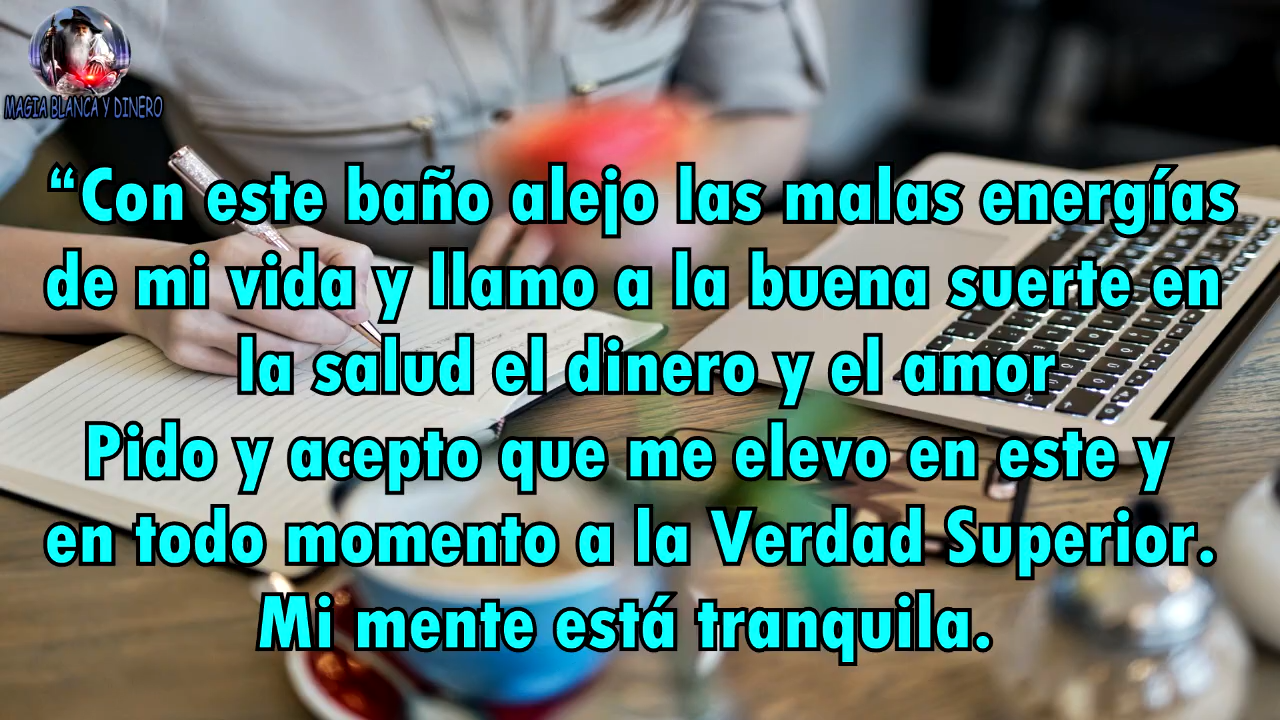 MAGIA BLANCA Y DINERO
“Con este baño alejo las malas energías
de mi vida y llamo a la buena suerte en
la salud el dinero y el amor
Pido y acepto que me elevo en este y
en todo momento a la Verdad Superior.
Mi mente está tranquila.